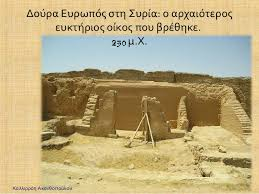 Δούρα Ευρωπός στη Συρία: ο αρχαιότερος
ευκτήριος οίκος που βρέθηκε.
230 μ.Χ.